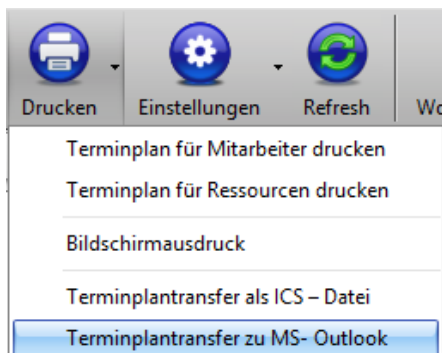 Drucken Einstellungen Refresh
Terminplan für Mitarbeiter drucken
Terminplan für Ressourcen drucken
Bildschirmausdruck
Terminplantransfer als ICS – Datei
Terminplantransfer zu MS- Outlook